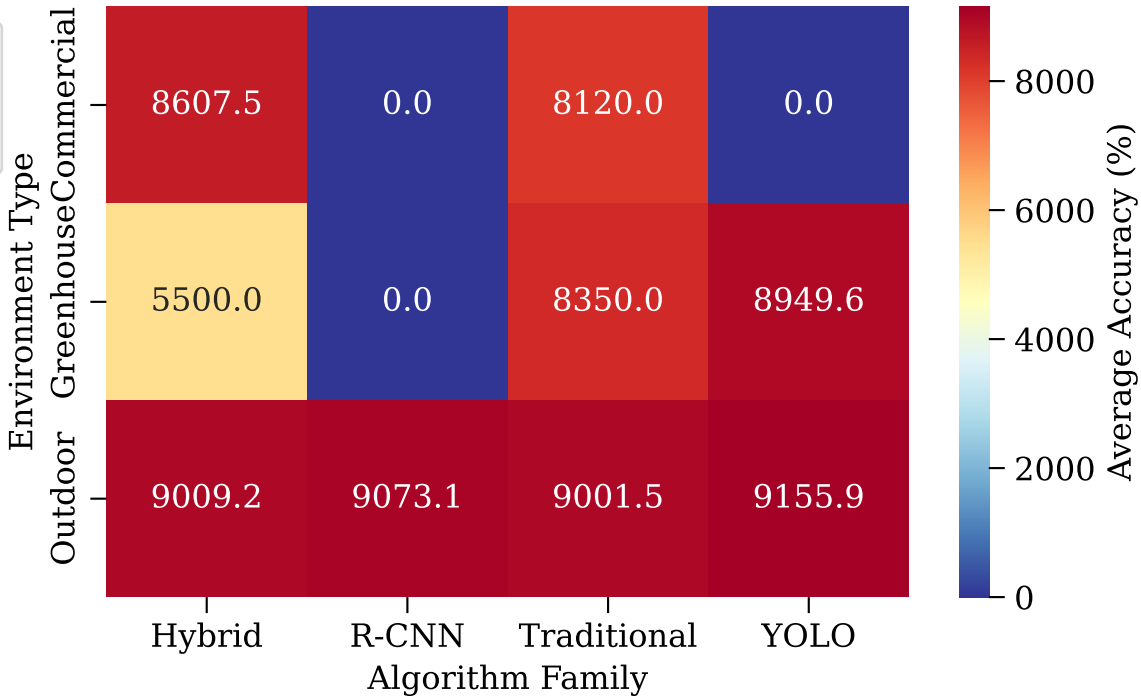 Environment Type
Commercial
8607.5 0.0 8120.0 0.0
Greenhouse
5500.0 0.0 8350.0 8949.6
Outdoor
9009.2 9073.1 9001.5 9155.9
Hybrid R-CNN Traditional YOLO
Algorithm Family
8000
6000
4000
2000
0
Average Accuracy (%)